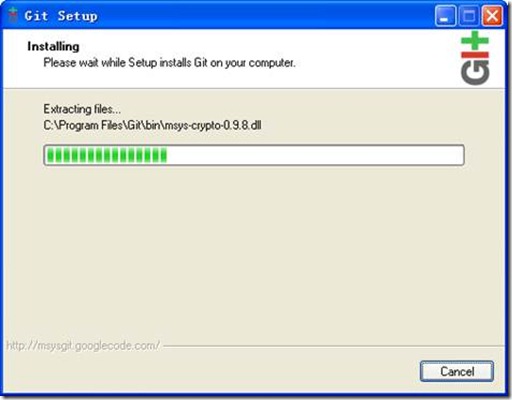 Git Setup
Installing
Please wait while Setup installs Git on your computer.
GIT
Extracting files...
C:\Program Files\Git\bin\msys-crypto-0.9.8.dll
http://msysgit.googlecode.com/
Cancel